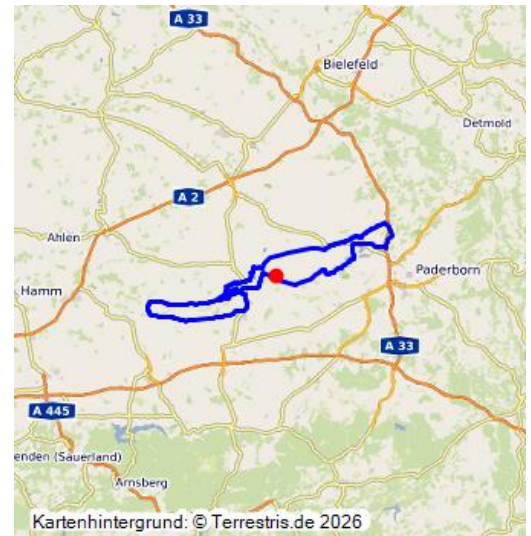 A 33
Bielefeld
Detmold
A 2
Ahlen
Paderborn
Hamm
A 33
A 445
enden (Sauerland)
Arnsberg
Kartenhintergrund: © Terrestris.de 2026